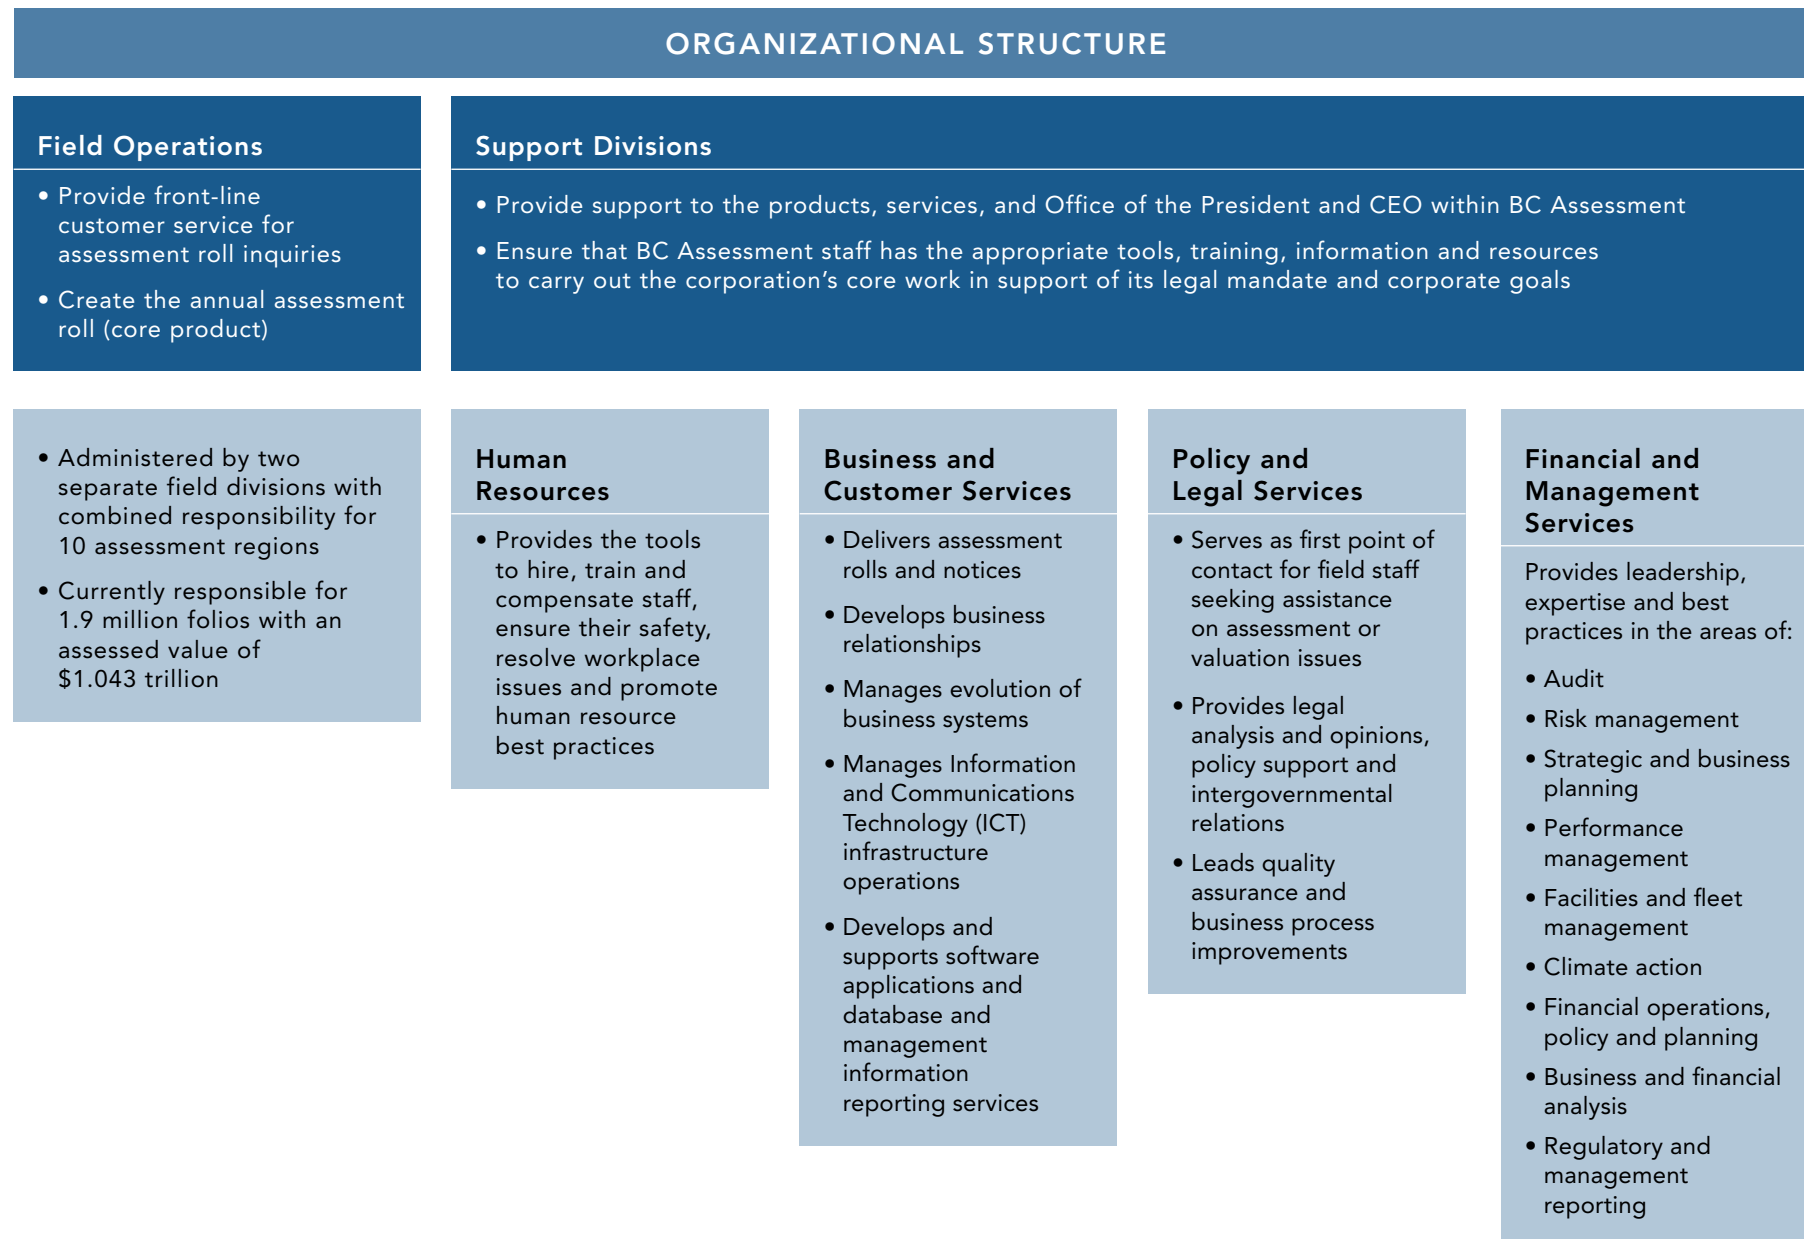 ORGANIZATIONAL STRUCTURE
Field Operations
• Provide front-line
customer service for
assessment roll inquiries
• Create the annual assessment
roll (core product)
Support Divisions
• Provide support to the products, services, and Office of the President and CEO within BC Assessment
• Ensure that BC Assessment staff has the appropriate tools, training, information and resources
to carry out the corporation’s core work in support of its legal mandate and corporate goals
• Administered by two
separate field divisions with
combined responsibility for
10 assessment regions
• Currently responsible for
1.9 million folios with an
assessed value of
$1.043 trillion
Human
Resources
• Provides the tools
to hire, train and
compensate staff,
ensure their safety,
resolve workplace
issues and promote
human resource
best practices
Business and
Customer Services
• Delivers assessment
rolls and notices
• Develops business
relationships
• Manages evolution of
business systems
• Manages Information
and Communications
Technology (ICT)
infrastructure
operations
• Develops and
supports software
applications and
database and
management
information
reporting services
Policy and
Legal Services
• Serves as first point of
contact for field staff
seeking assistance
on assessment or
valuation issues
• Provides legal
analysis and opinions,
policy support and
intergovernmental
relations
• Leads quality
assurance and
business process
improvements
Financial and
Management
Services
Provides leadership,
expertise and best
practices in the areas of:
• Audit
• Risk management
• Strategic and business
planning
• Performance
management
• Facilities and fleet
management
• Climate action
• Financial operations,
policy and planning
• Business and financial
analysis
• Regulatory and
management
reporting